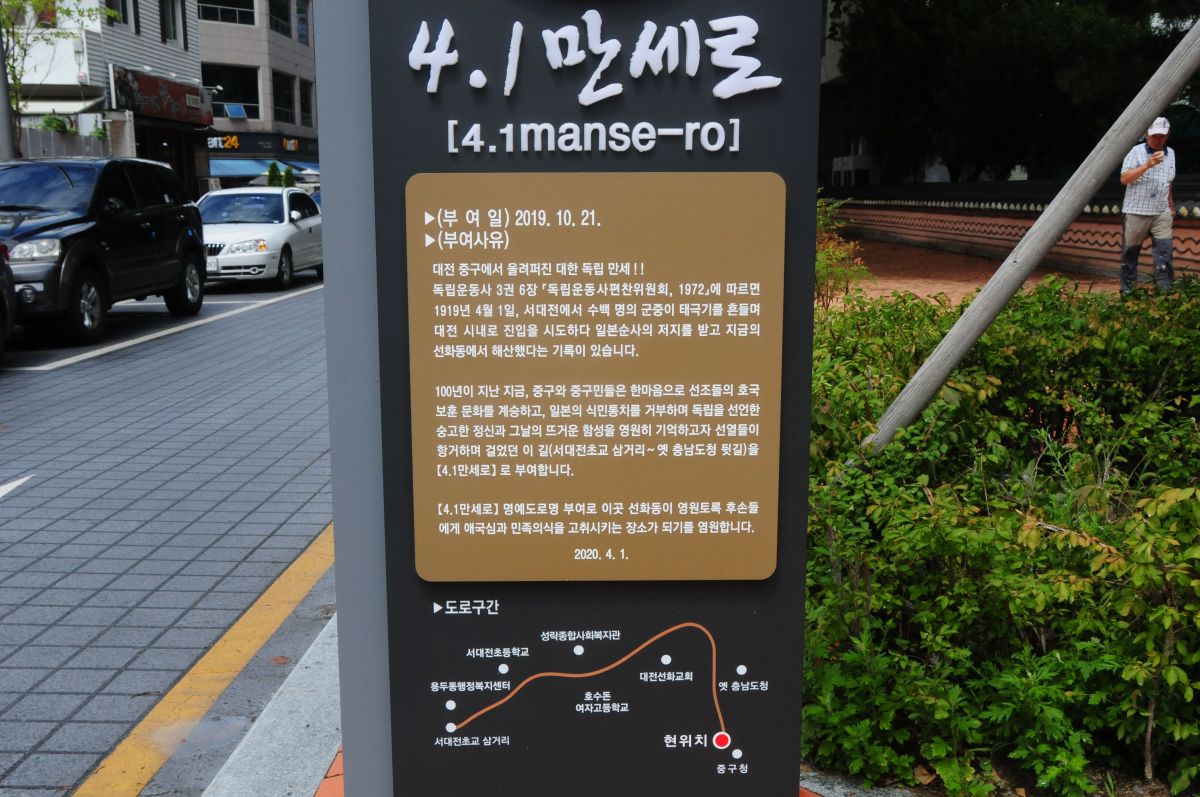 4.1만세로
[4.1manse-ro]
▶(부 여 일) 2019. 10. 21.
▶(부여사유)
대전 중구에서 울려퍼진 대한 독립 만세 ! !
독립운동사 3권 6장 『독립운동사편찬위원회, 1972』에 따르면
1919년 4월 1일, 서대전에서 수백 명의 군중이 태극기를 흔들며
대전 시내로 진입을 시도하다 일본순사의 저지를 받고 지금의
선화동에서 해산했다는 기록이 있습니다.
100년이 지난 지금, 중구와 중구민들은 한마음으로 선조들의 호국
보훈 문화를 계승하고, 일본의 식민통치를 거부하며 독립을 선언한
숭고한 정신과 그날의 뜨거운 함성을 영원히 기억하고자 선열들이
항거하며 걸었던 이 길(서대전초교 삼거리~옛 충남도청 뒷길)을
【4.1만세로】 로 부여합니다.
【4.1만세로】 명예도로명 부여로 이곳 선화동이 영원토록 후손들
에게 애국심과 민족의식을 고취시키는 장소가 되기를 염원합니다.
2020. 4. 1.
▶도로구간
성락종합사회복지관
서대전초등학교
대전선화교회
용두동행정복지센터
옛 충남도청
호수돈
여자고등학교
서대전초교 삼거리
현위치
중구청